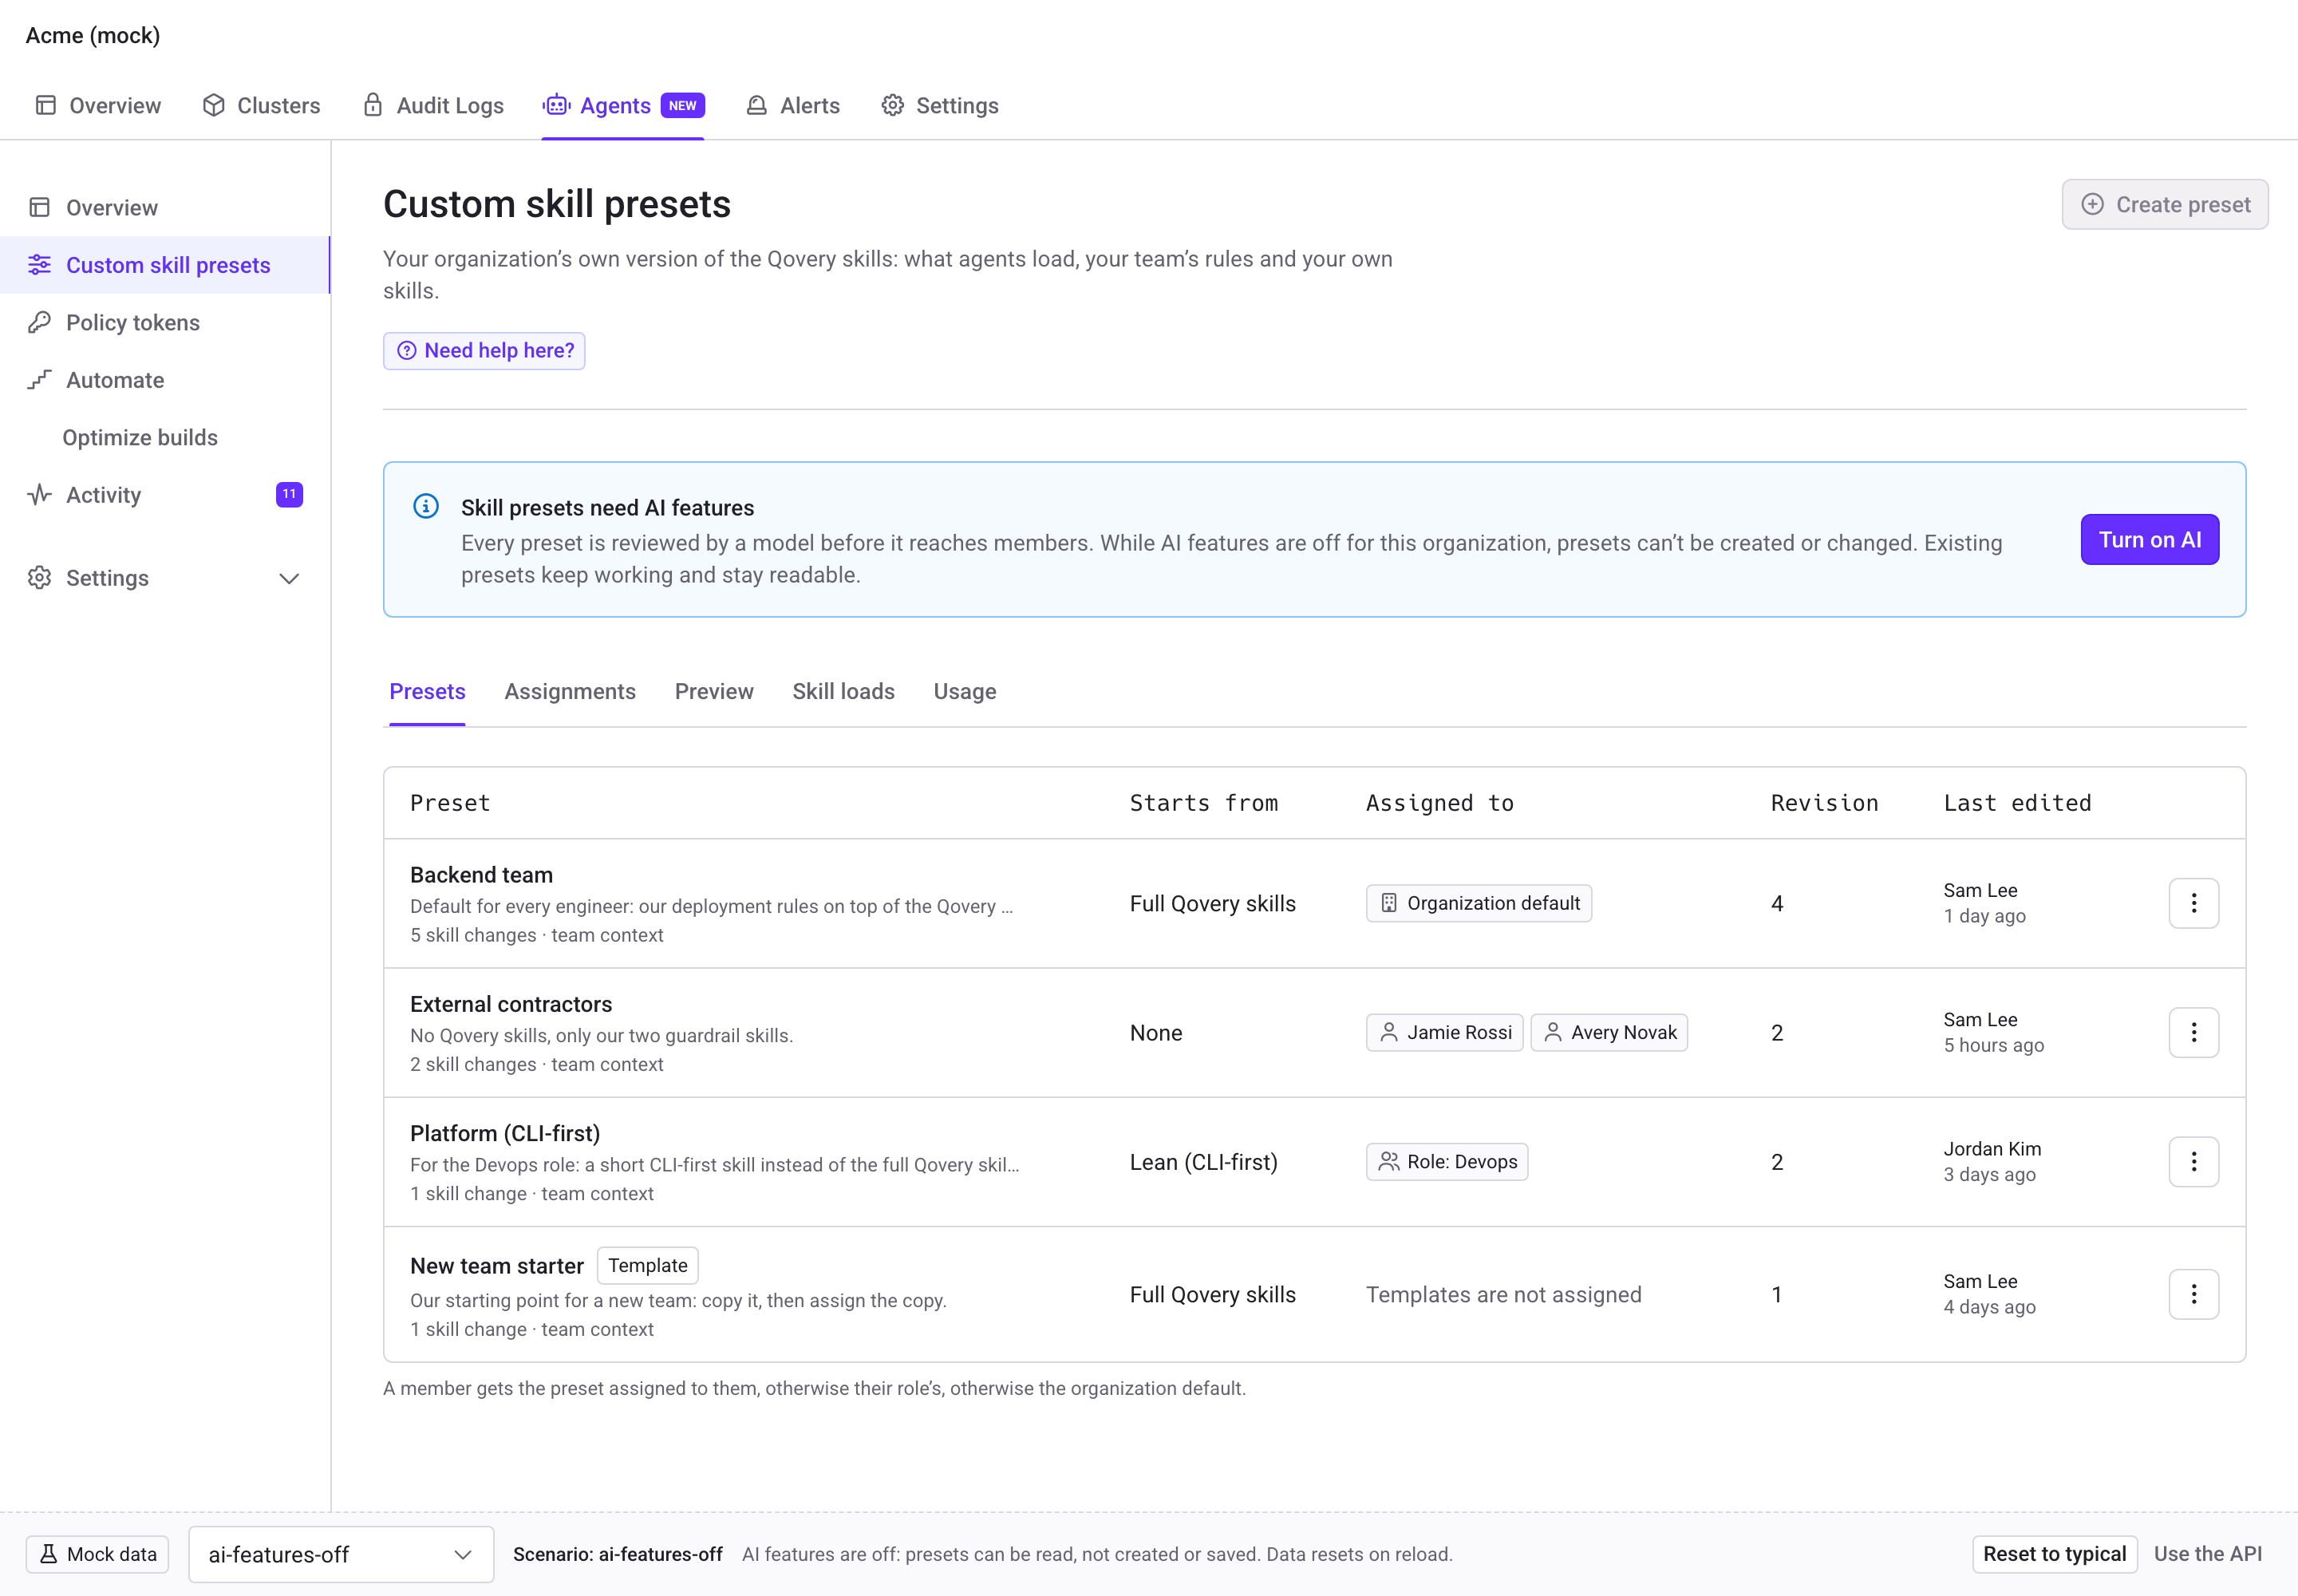 Acme (mock)
Overview
Clusters
Audit Logs
Agents NEW
Alerts
Settings
Overview
Custom skill presets
Policy tokens
Automate
Optimize builds
Activity 11
Settings
Custom skill presets
Create preset
Your organization’s own version of the Qovery skills: what agents load, your team’s rules and your own
skills.
Need help here?
Skill presets need AI features
Every preset is reviewed by a model before it reaches members. While AI features are off for this organization, presets can’t be created or changed. Existing
presets keep working and stay readable.
Turn on AI
Presets
Assignments
Preview
Skill loads
Usage
Preset Starts from Assigned to Revision Last edited
Backend team
Default for every engineer: our deployment rules on top of the Qovery …
5 skill changes · team context
Full Qovery skills
Organization default
4
Sam Lee
1 day ago
External contractors
No Qovery skills, only our two guardrail skills.
2 skill changes · team context
None
Jamie Rossi
Avery Novak
2
Sam Lee
5 hours ago
Platform (CLI-first)
For the Devops role: a short CLI-first skill instead of the full Qovery skil…
1 skill change · team context
Lean (CLI-first)
Role: Devops
2
Jordan Kim
3 days ago
New team starter Template
Our starting point for a new team: copy it, then assign the copy.
1 skill change · team context
Full Qovery skills
Templates are not assigned
1
Sam Lee
4 days ago
A member gets the preset assigned to them, otherwise their role’s, otherwise the organization default.
Mock data
ai-features-off
Scenario: ai-features-off
AI features are off: presets can be read, not created or saved. Data resets on reload.
Reset to typical
Use the API